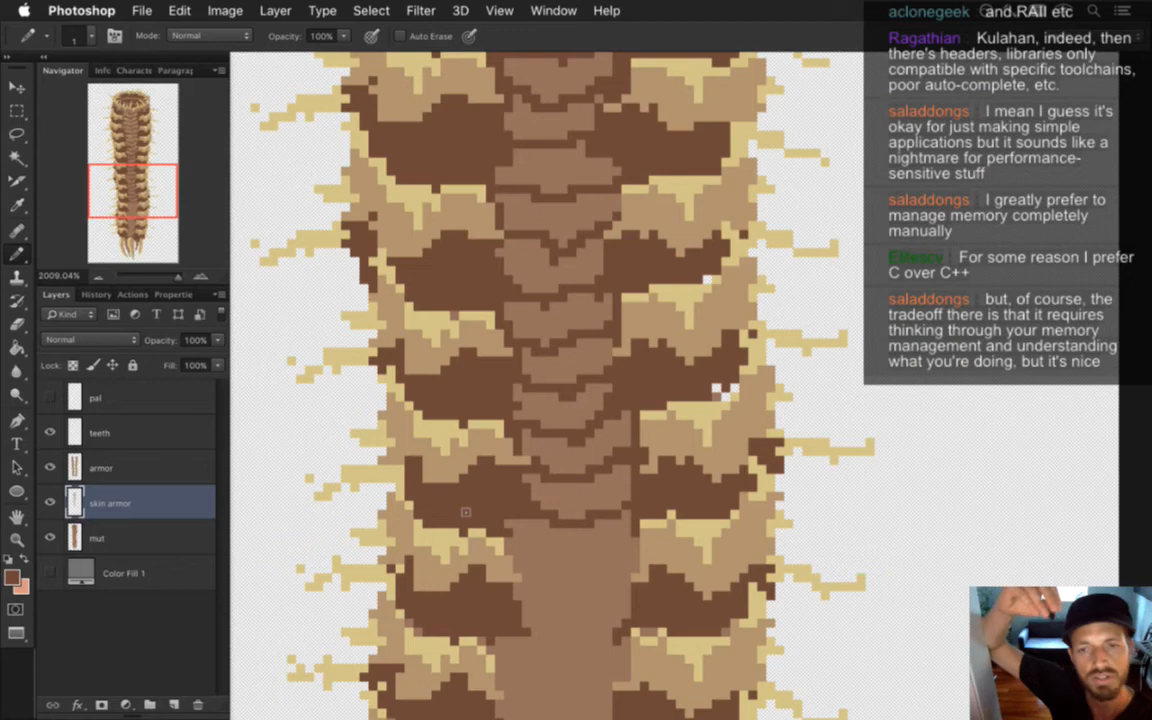 Photoshop File Edit Image Layer Type Select Filter 3D View Window Help
1 Mode: Normal Opacity: 100% Auto Erase
Navigator Info Characte Paragraj
2009.04%
Layers History Actions Propertie
Kind
Normal Opacity: 100%
Lock: Fill: 100%
pal
teeth
armor
skin armor
mut
Color Fill 1
fx
aclonegeek and RAII etc
Ragathian Kulahan, indeed, then
there's headers, libraries only
compatible with specific toolchains,
poor auto-complete, etc.
saladdongs I mean I guess it's
okay for just making simple
applications but it sounds like a
nightmare for performance-
sensitive stuff
saladdongs I greatly prefer to
manage memory completely
manually
For some reason I prefer
C over C++
saladdongs but, of course, the
tradeoff there is that it requires
thinking through your memory
management and understanding
what you're doing, but it's nice